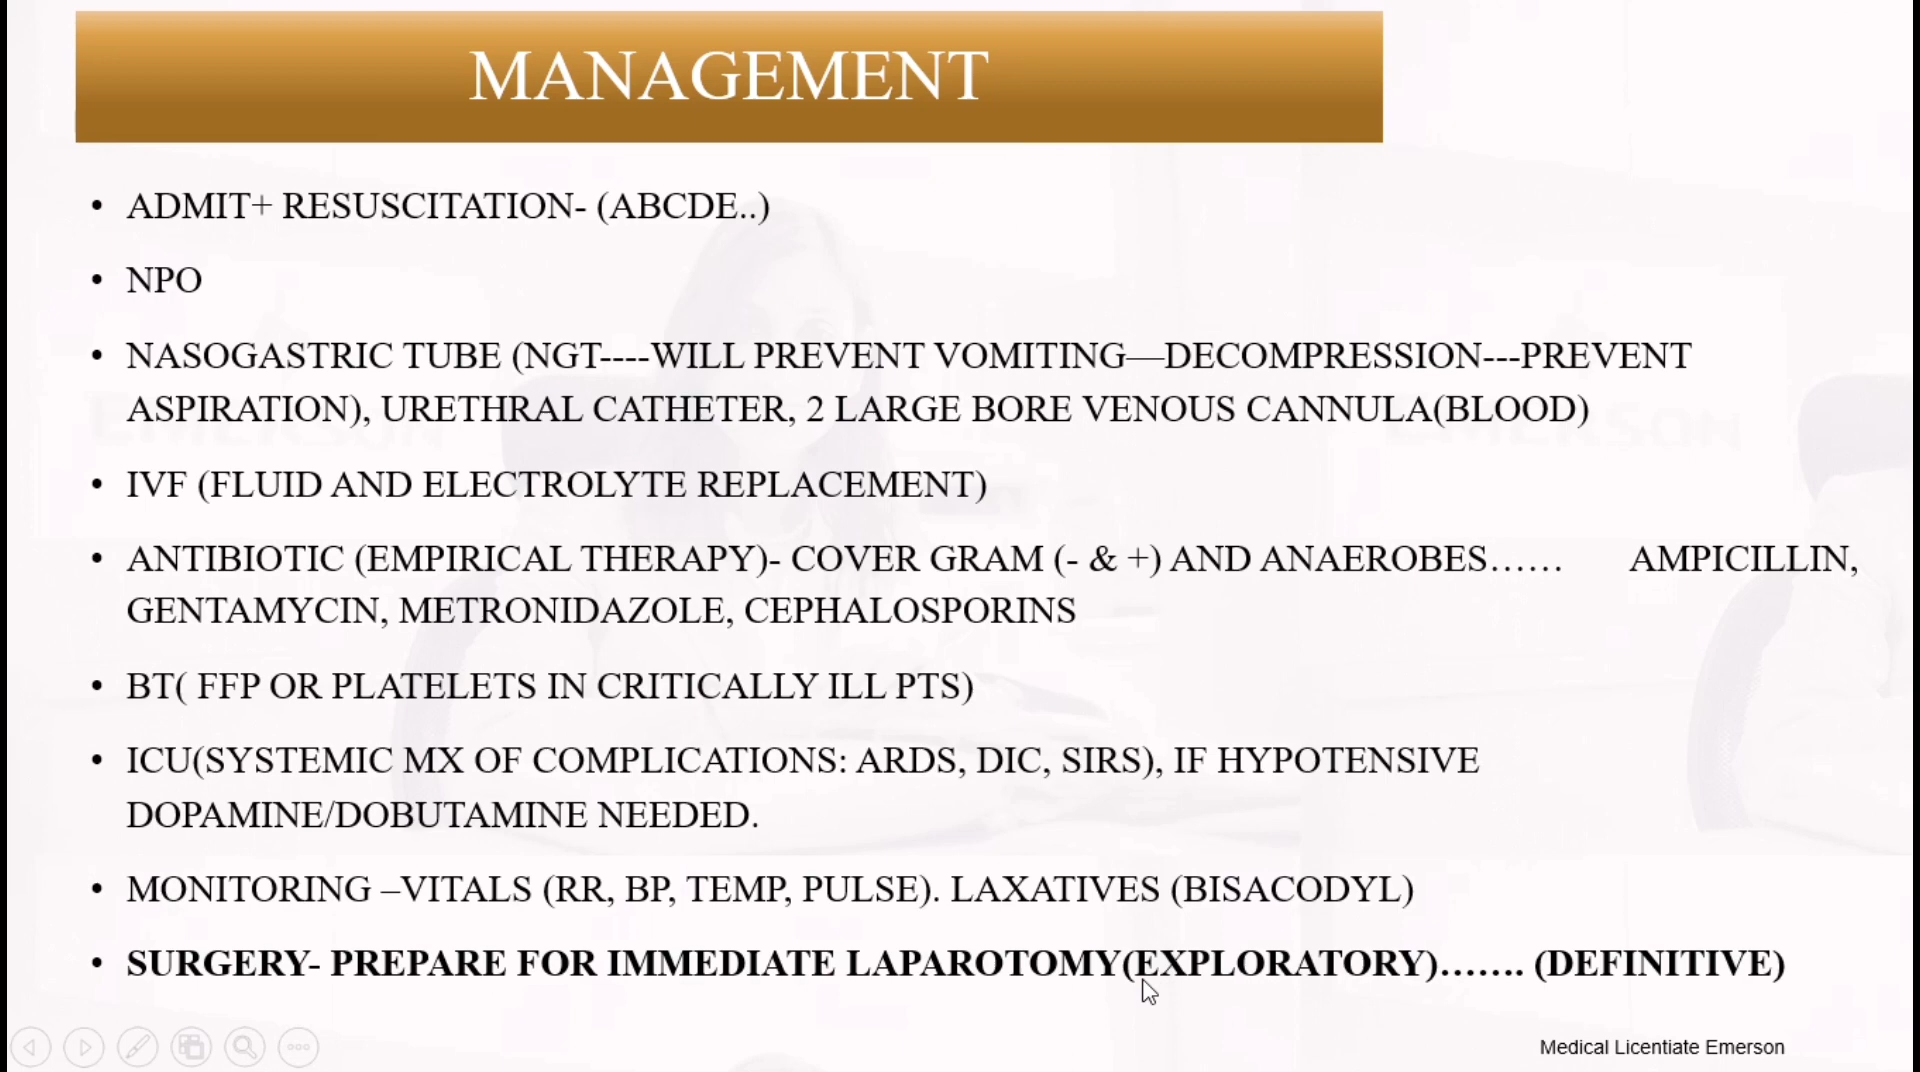 MANAGEMENT
• ADMIT+ RESUSCITATION- (ABCDE..)
• NPO
• NASOGASTRIC TUBE (NGT----WILL PREVENT VOMITING—DECOMPRESSION---PREVENT
ASPIRATION), URETHRAL CATHETER, 2 LARGE BORE VENOUS CANNULA(BLOOD)
• IVF (FLUID AND ELECTROLYTE REPLACEMENT)
• ANTIBIOTIC (EMPIRICAL THERAPY)- COVER GRAM (- & +) AND ANAEROBES…… AMPICILLIN,
GENTAMYCIN, METRONIDAZOLE, CEPHALOSPORINS
• BT( FFP OR PLATELETS IN CRITICALLY ILL PTS)
• ICU(SYSTEMIC MX OF COMPLICATIONS: ARDS, DIC, SIRS), IF HYPOTENSIVE
DOPAMINE/DOBUTAMINE NEEDED.
• MONITORING –VITALS (RR, BP, TEMP, PULSE). LAXATIVES (BISACODYL)
• SURGERY- PREPARE FOR IMMEDIATE LAPAROTOMY(EXPLORATORY)……. (DEFINITIVE)
Medical Licentiate Emerson